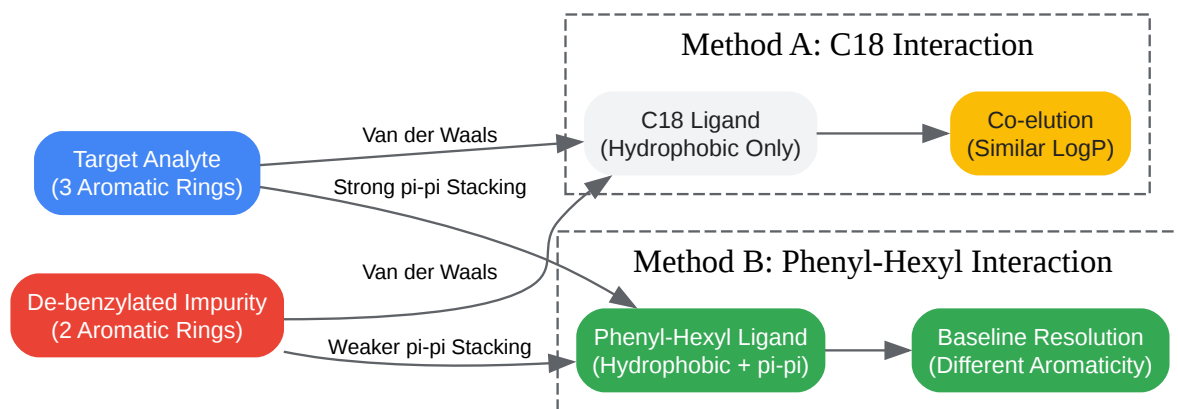 Method A: C18 Interaction
Target Analyte
(3 Aromatic Rings)
Van der Waals
C18 Ligand
(Hydrophobic Only)
Co-elution
(Similar LogP)
Strong pi-pi Stacking
Method B: Phenyl-Hexyl Interaction
De-benzylated Impurity
(2 Aromatic Rings)
Van der Waals
Weaker pi-pi Stacking
Phenyl-Hexyl Ligand
(Hydrophobic + pi-pi)
Baseline Resolution
(Different Aromaticity)